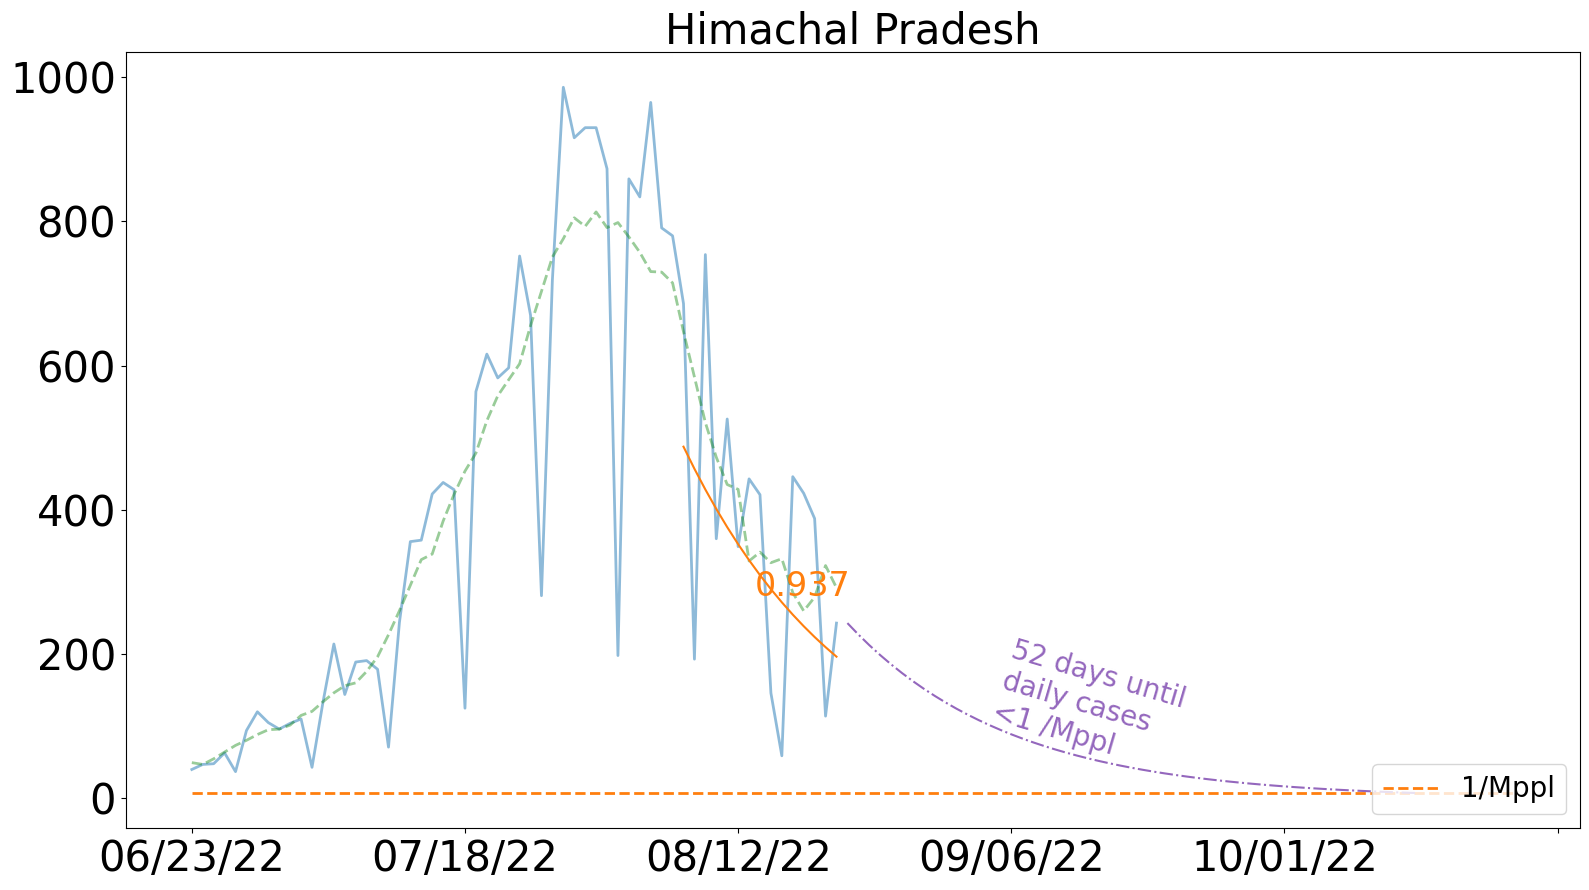 Himachal Pradesh
1000
800
600
400
200
0
0.937
52 days until
daily cases
<1 /Mppl
1/Mppl
06/23/22
07/18/22
08/12/22
09/06/22
10/01/22